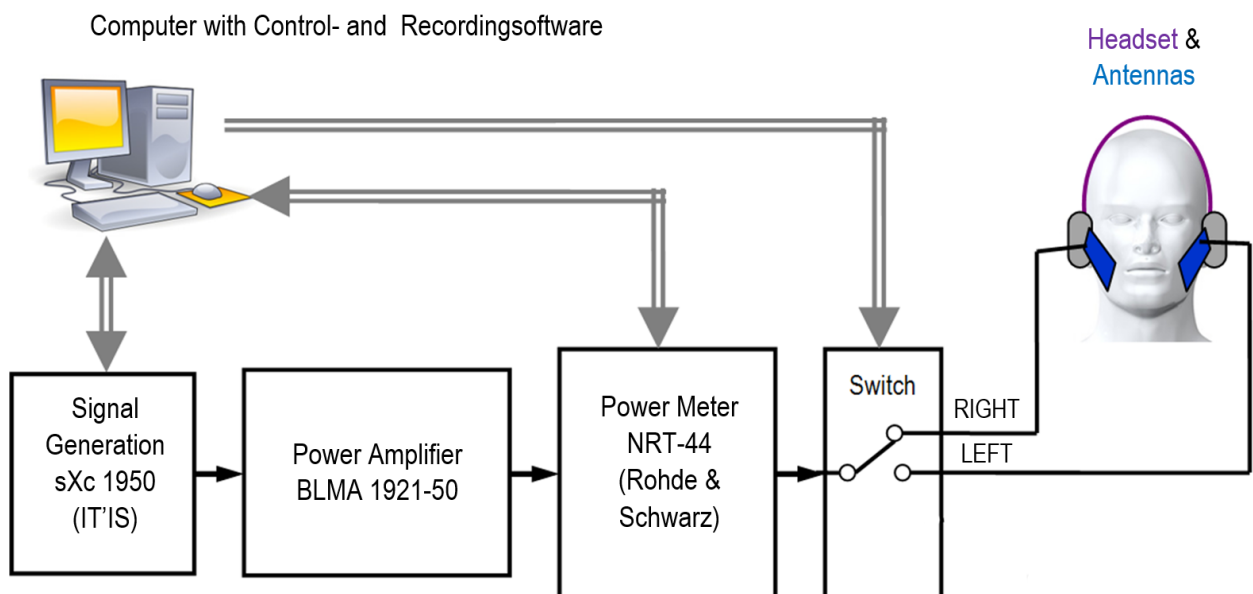 Computer with Control- and Recordingsoftware
Headset &
Antennas
Signal
Generation
sXc 1950
(IT'IS)
Power Amplifier
BLMA 1921-50
Power Meter
NRT-44
(Rohde &
Schwarz)
Switch
RIGHT
LEFT